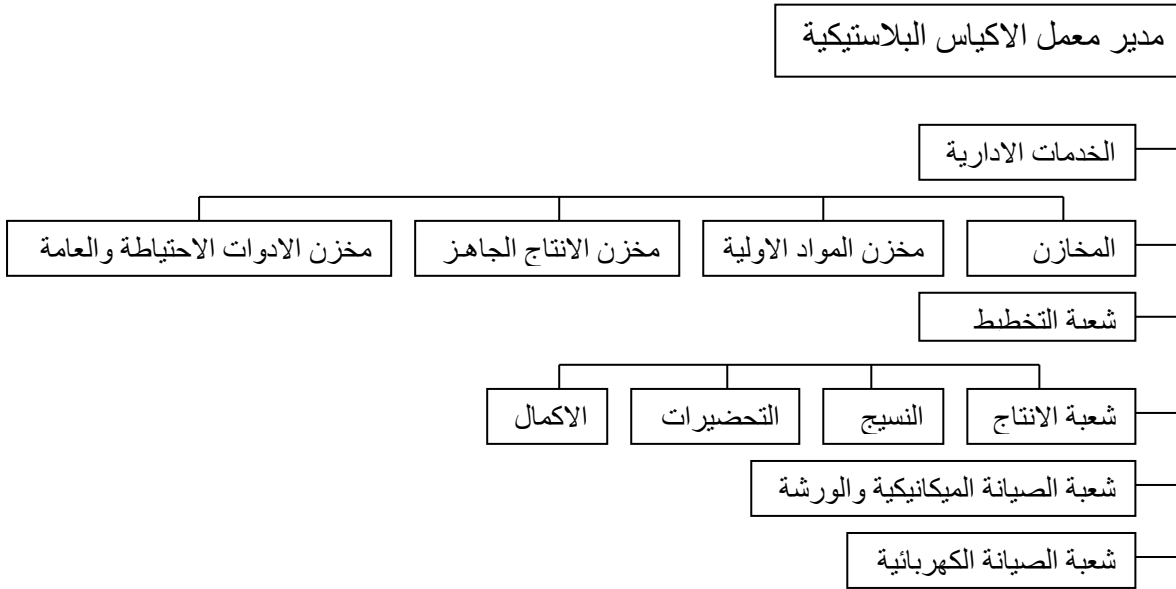 مدير معمل الاكياس البلاستيكية
الخدمات الادارية
المخازن
مخزن المواد الاولية
مخزن الانتاج الجاهز
مخزن الادوات الاحتياطة والعامة
شعبة التخطيط
شعبة الانتاج
النسيج
التحضيرات
الاكمال
شعبة الصيانة الميكانيكية والورشة
شعبة الصيانة الكهربائية